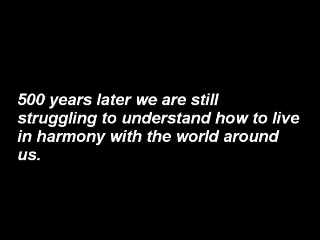 500 years later we are still
struggling to understand how to live
in harmony with the world around
us.